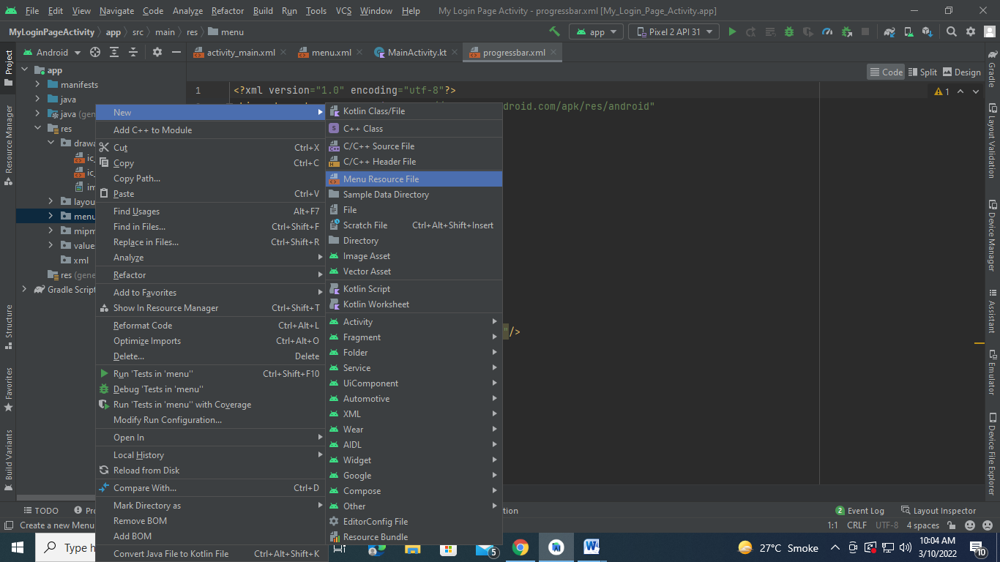 File Edit View Navigate Code Analyze Refactor Build Run Tools VCS Window Help My Login Page Activity - progressbar.xml [My_Login_Page_Activity.app]
MyLoginPageActivity app src main res menu app Pixel 2 API 31
Project
Android
activity_main.xml menu.xml MainActivity.kt progressbar.xml
Code Split Design
app
manifests
java
java (gen
res
drawa
ic_
ic_
im
layou
menu
mipm
values
xml
res (gene
Gradle Script
1 <?xml version="1.0" encoding="utf-8"?>
droid.com/apk/res/android"
"/>
1
New
Add C++ to Module
Cut Ctrl+X
Copy Ctrl+C
Copy Path...
Paste Ctrl+V
Find Usages Alt+F7
Find in Files... Ctrl+Shift+F
Replace in Files... Ctrl+Shift+R
Analyze
Refactor
Add to Favorites
Show In Resource Manager Ctrl+Shift+T
Reformat Code Ctrl+Alt+L
Optimize Imports Ctrl+Alt+O
Delete... Delete
Run 'Tests in 'menu'' Ctrl+Shift+F10
Debug 'Tests in 'menu''
Run 'Tests in 'menu'' with Coverage
Modify Run Configuration...
Open In
Local History
Reload from Disk
Compare With... Ctrl+D
Mark Directory as
Remove BOM
Add BOM
Convert Java File to Kotlin File Ctrl+Alt+Shift+K
Kotlin Class/File
C++ Class
C/C++ Source File
C/C++ Header File
Menu Resource File
Sample Data Directory
File
Scratch File Ctrl+Alt+Shift+Insert
Directory
Image Asset
Vector Asset
Kotlin Script
Kotlin Worksheet
Activity
Fragment
Folder
Service
UiComponent
Automotive
XML
Wear
AIDL
Widget
Google
Compose
Other
EditorConfig File
Resource Bundle
Resource Manager
Structure
Favorites
Build Variants
Gradle
Layout Validation
Device Manager
Assistant
Emulator
Device File Explorer
TODO Pr tion 2 Event Log Layout Inspector
Create a new Menu 1:1 CRLF UTF-8 4 spaces
Type h 5 27°C Smoke 10:04 AM
3/10/2022 10